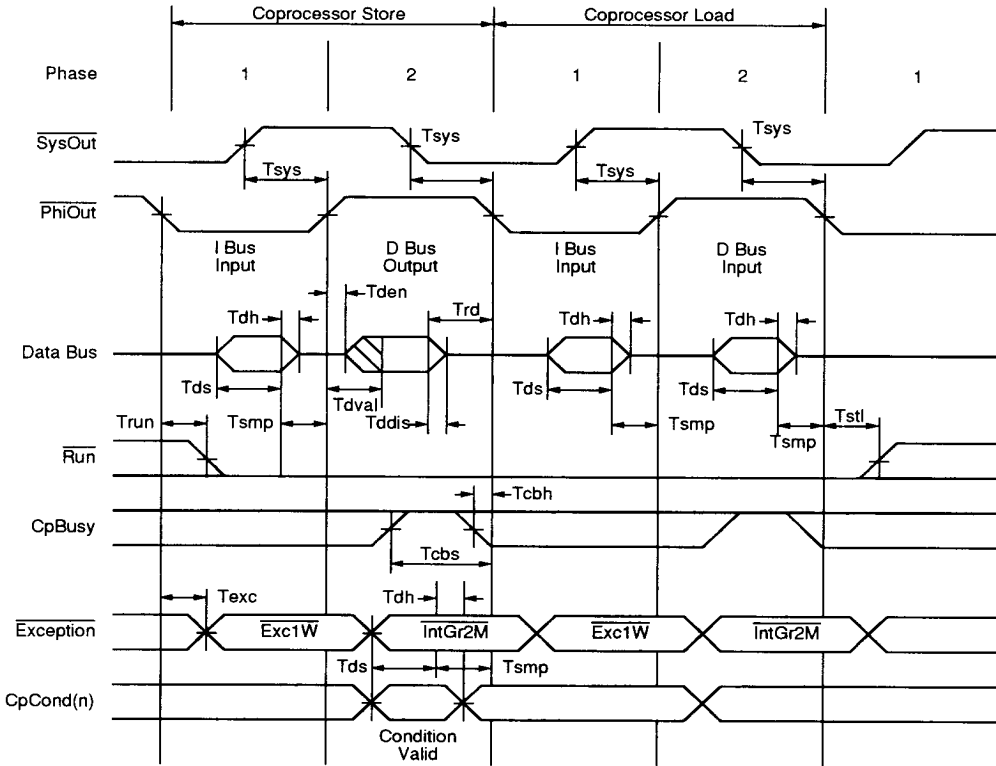 Coprocessor Store Coprocessor Load
Phase 1 2 1 2 1
SysOut Tsys Tsys
Tsys Tsys
PhiOut
I Bus Input D Bus Output I Bus Input D Bus Input
Tden
Tdh Trd Tdh Tdh
Data Bus
Tds Tdval Tds Tds
Trun Tsmp Tddis Tsmp Tsmp Tstl
Run
Tcbh
CpBusy
Tcbs
Texc Tdh
Exception Exc1W IntGr2M Exc1W IntGr2M
Tds Tsmp
CpCond(n)
Condition
Valid